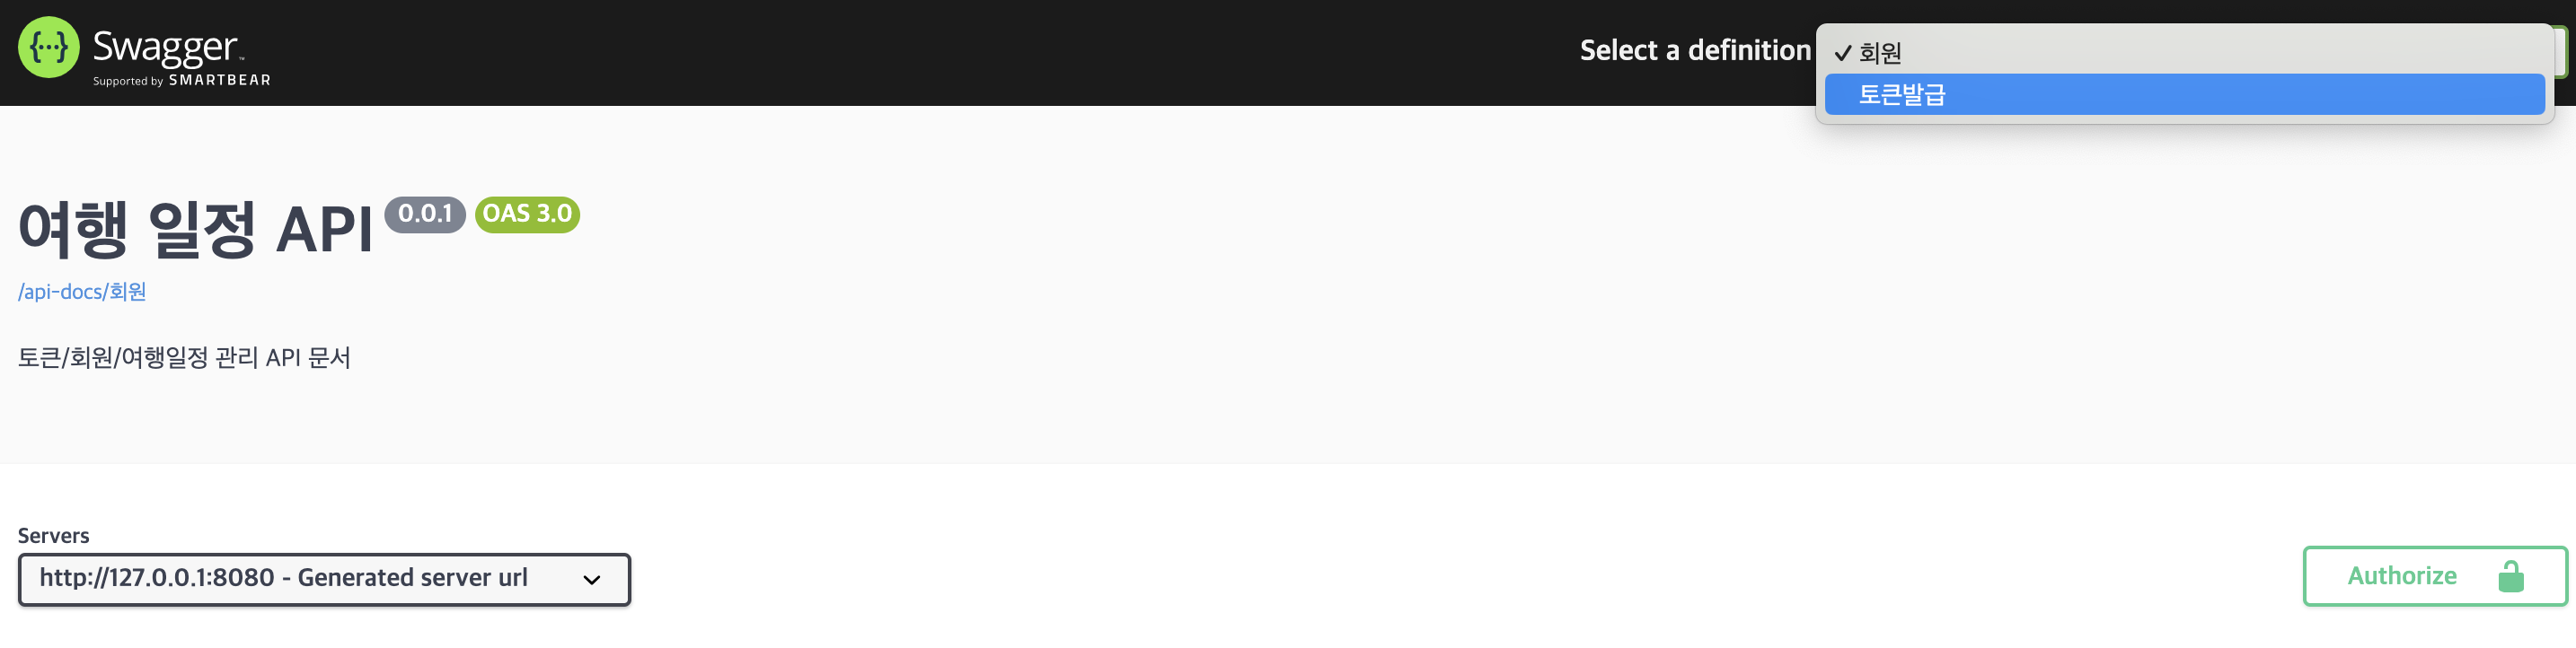 {···} Swagger™
Supported by SMARTBEAR
Select a definition
✓ 회원
토큰발급
여행 일정 API 0.0.1 OAS 3.0
/api-docs/회원
토큰/회원/여행일정 관리 API 문서
Servers
http://127.0.0.1:8080 - Generated server url
Authorize